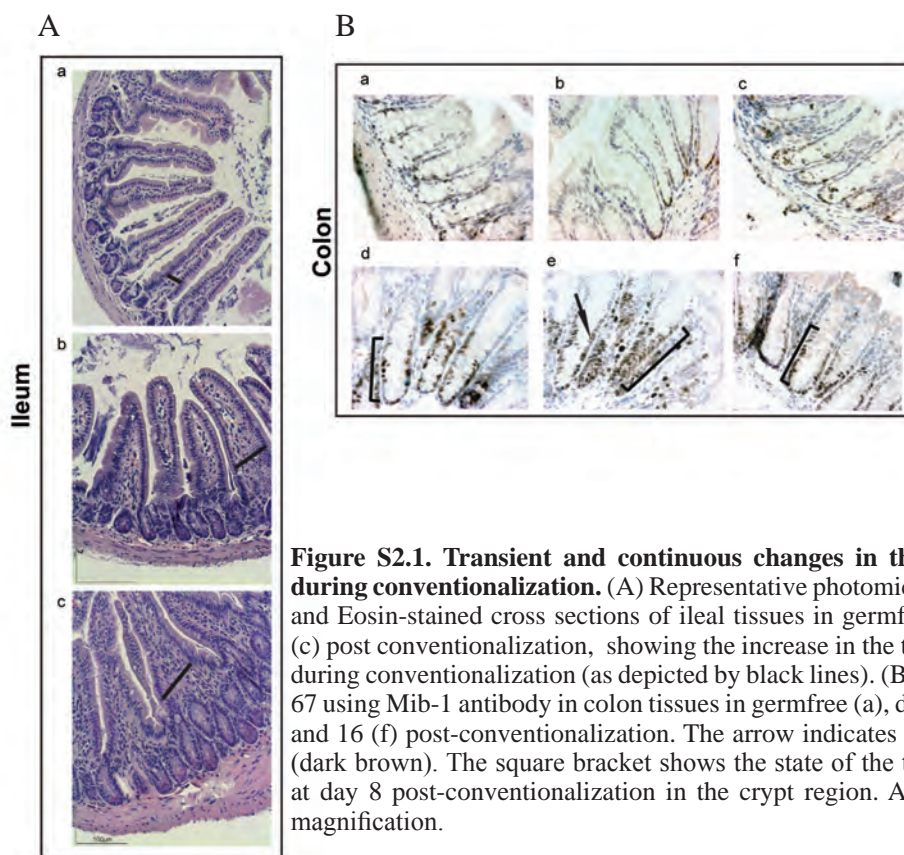 A
B
Ileum
a
b
c
Colon
a
b
c
d
e
f
Figure S2.1. Transient and continuous changes in th
during conventionalization. (A) Representative photomic
and Eosin-stained cross sections of ileal tissues in germf
(c) post conventionalization, showing the increase in the t
during conventionalization (as depicted by black lines). (B
67 using Mib-1 antibody in colon tissues in germfree (a), d
and 16 (f) post-conventionalization. The arrow indicates
(dark brown). The square bracket shows the state of the t
at day 8 post-conventionalization in the crypt region. A
magnification.